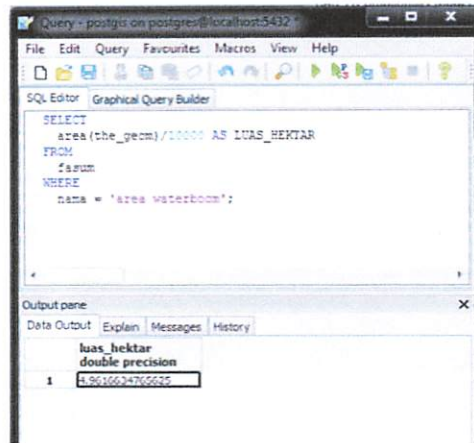 Query - postgis on postgres@localhost:5432 *
File Edit Query Favourites Macros View Help
SQL Editor Graphical Query Builder
SELECT
area(the_geom)/10000 AS LUAS_HEKTAR
FROM
fasum
WHERE
nama = 'area waterboom';
Output pane
Data Output Explain Messages History
luas_hektar
double precision
1 4.9616634765625